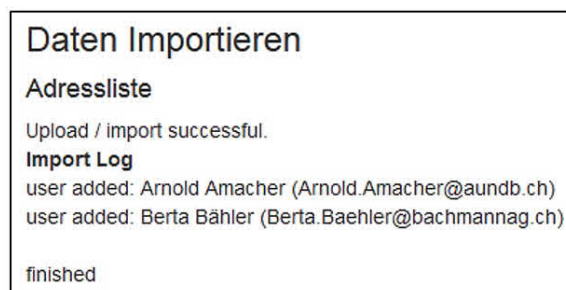 Daten Importieren
Adressliste
Upload / import successful.
Import Log
user added: Arnold Amacher (Arnold.Amacher@aundb.ch)
user added: Berta Bähler (Berta.Baehler@bachmannag.ch)
finished